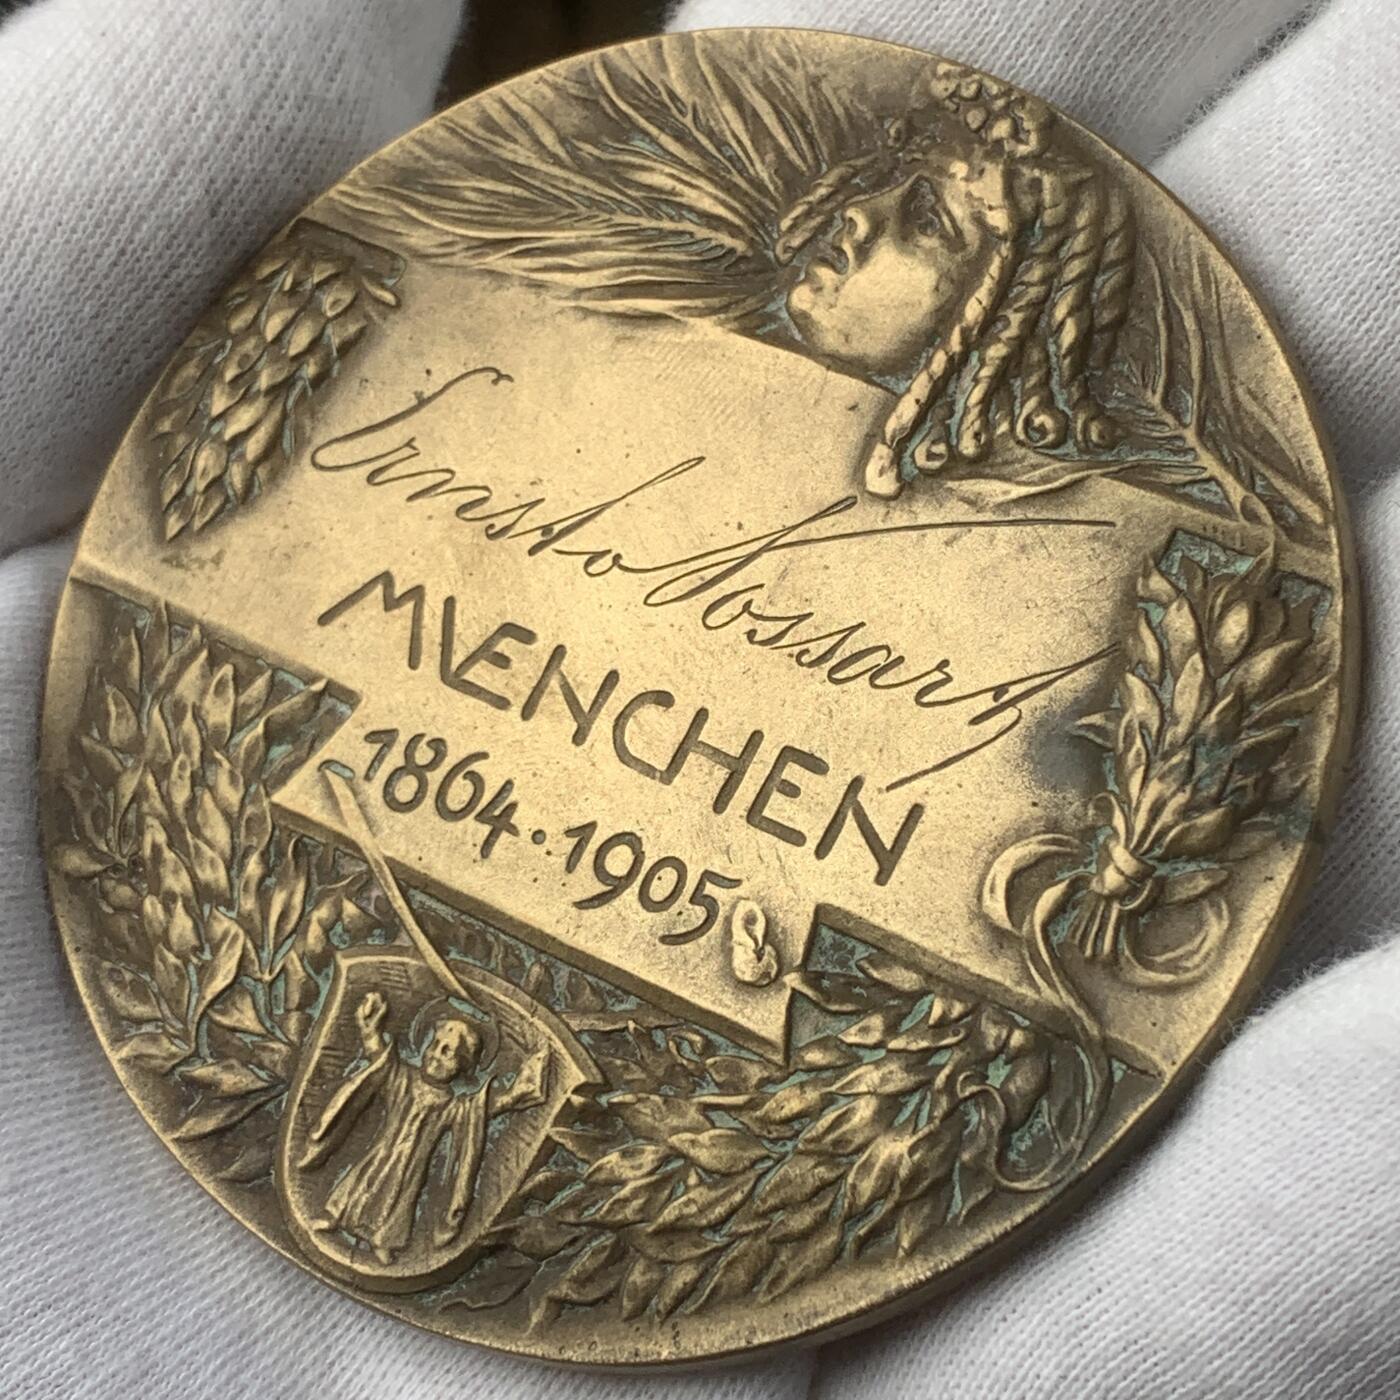 Ernst v Possart
MVENCHEN
1864·1905